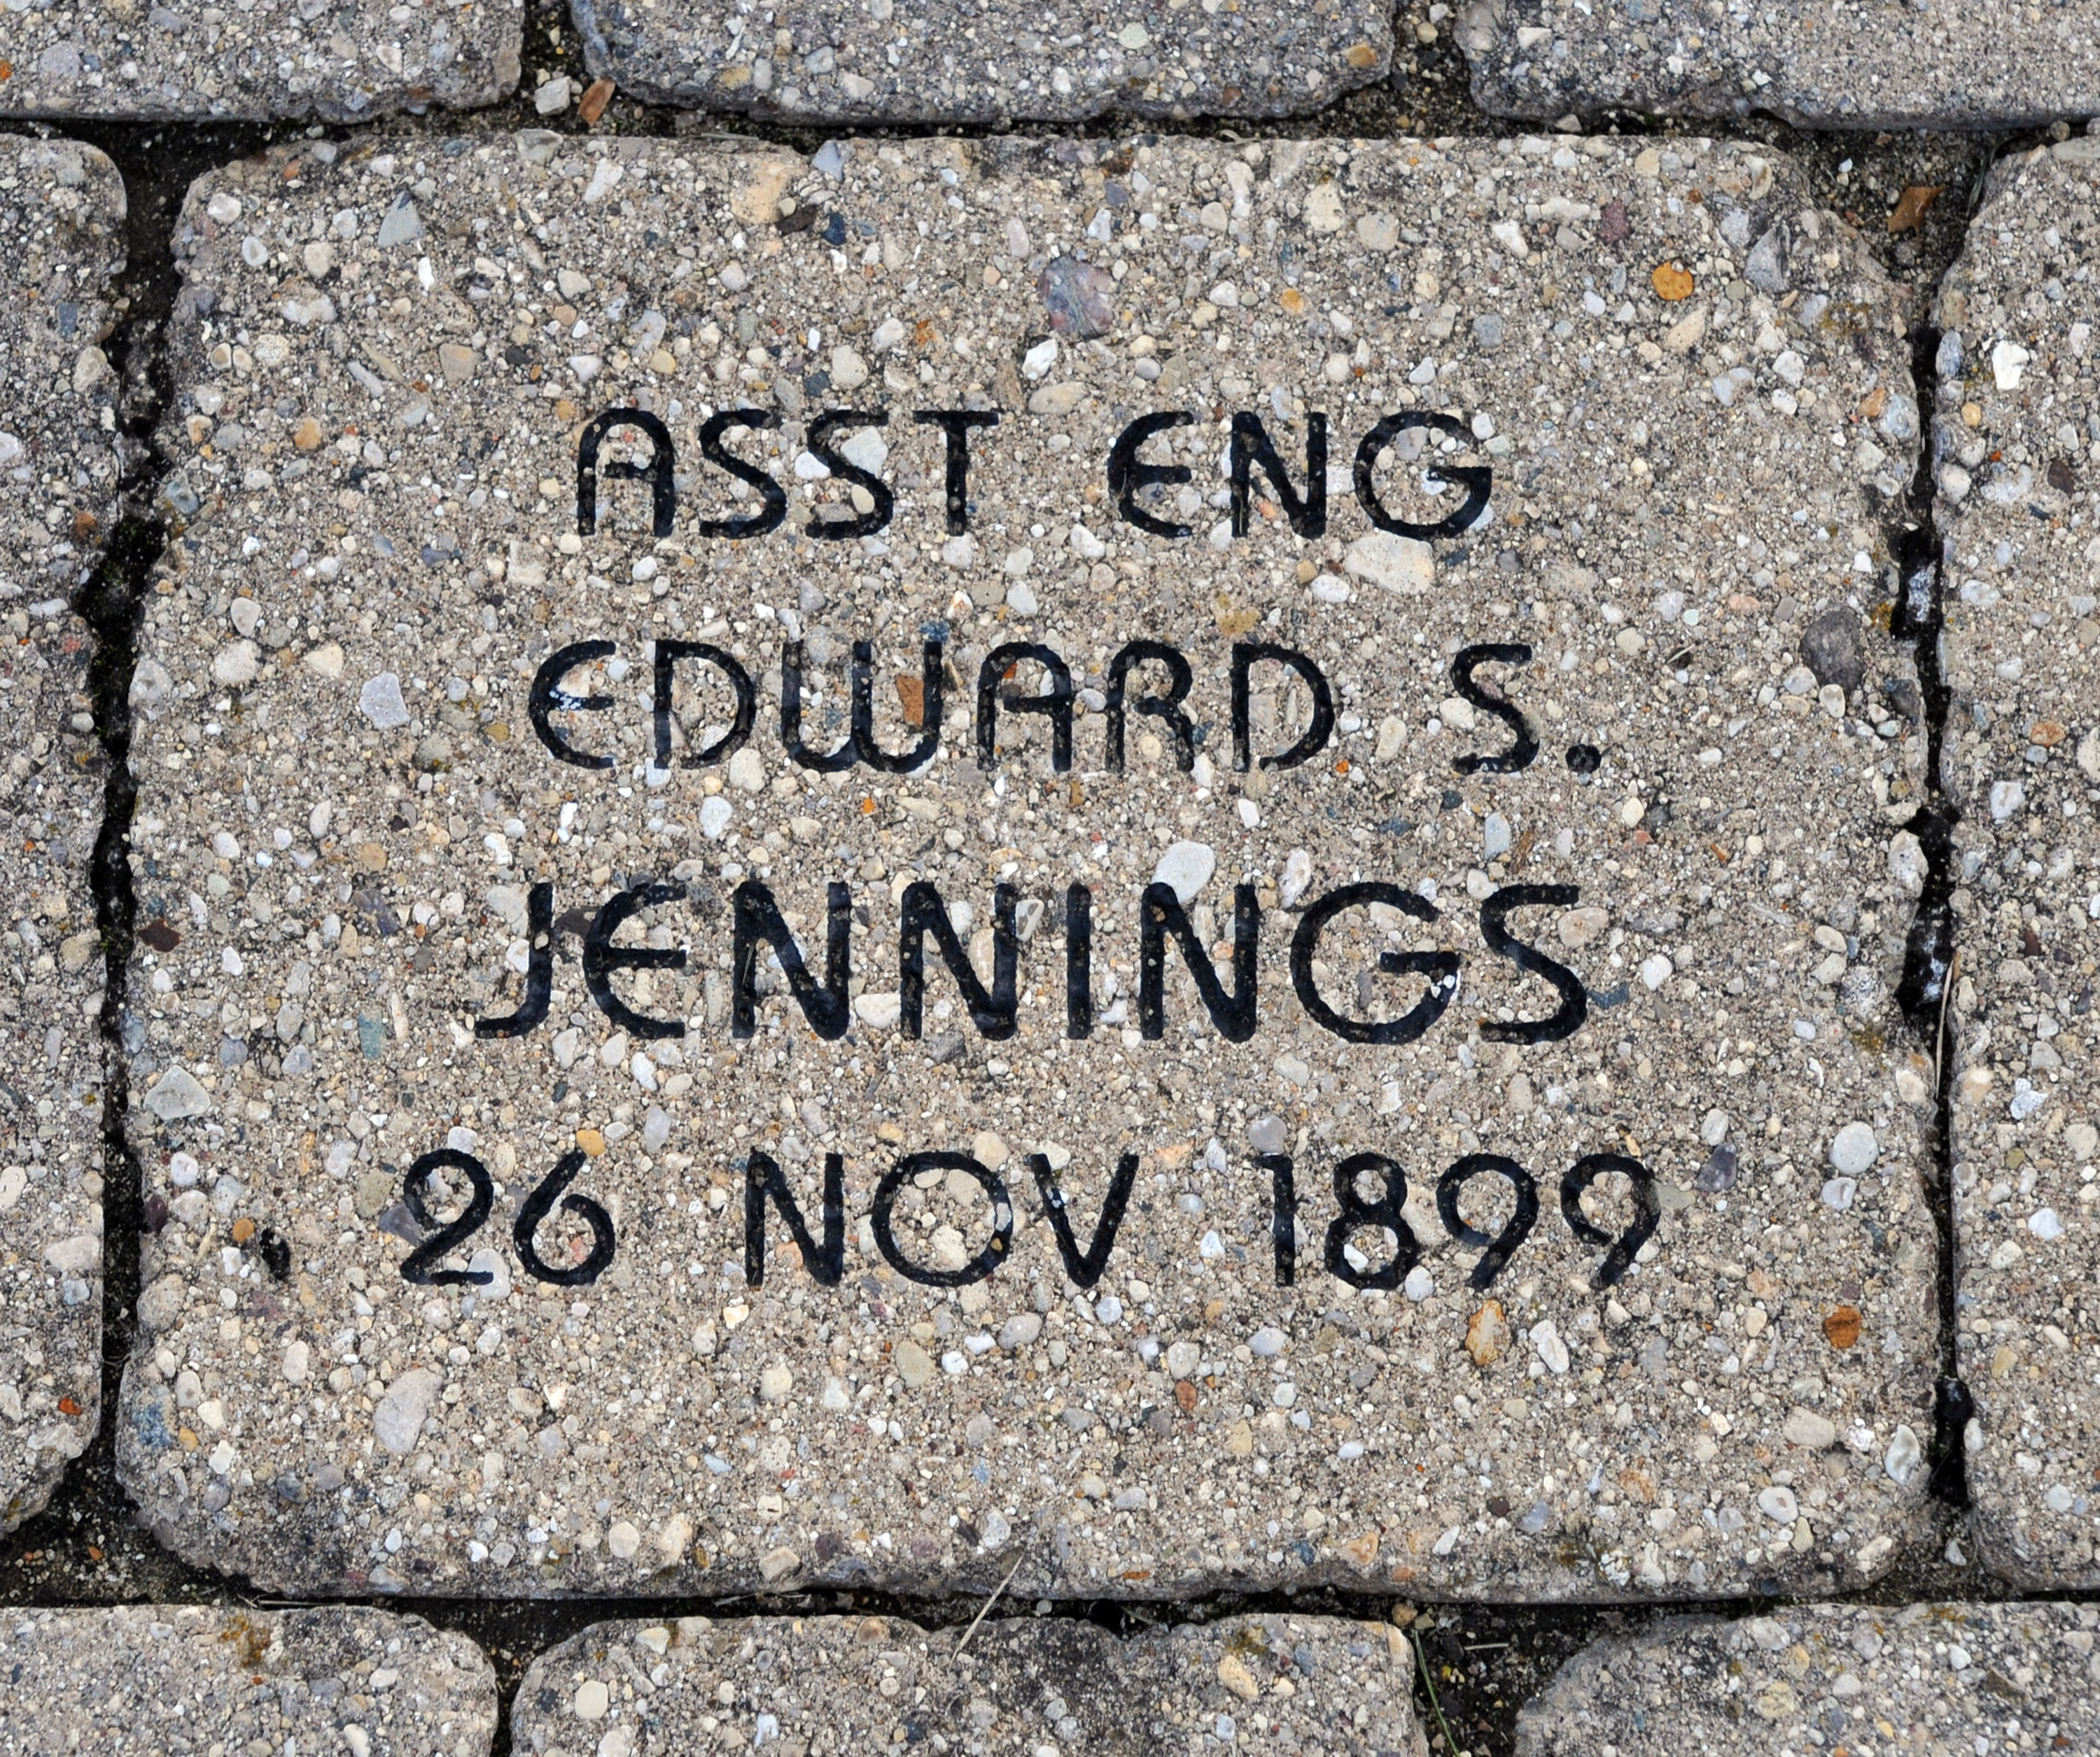 ASST ENG
EDWARD S.
JENNINGS
26 NOV 1899